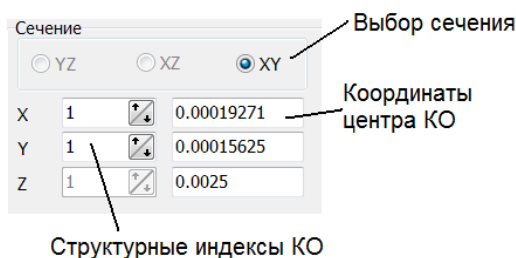 Сечение
Выбор сечения
YZ XZ XY
Координаты
центра КО
X 1 0.00019271
Y 1 0.00015625
Z 1 0.0025
Структурные индексы КО